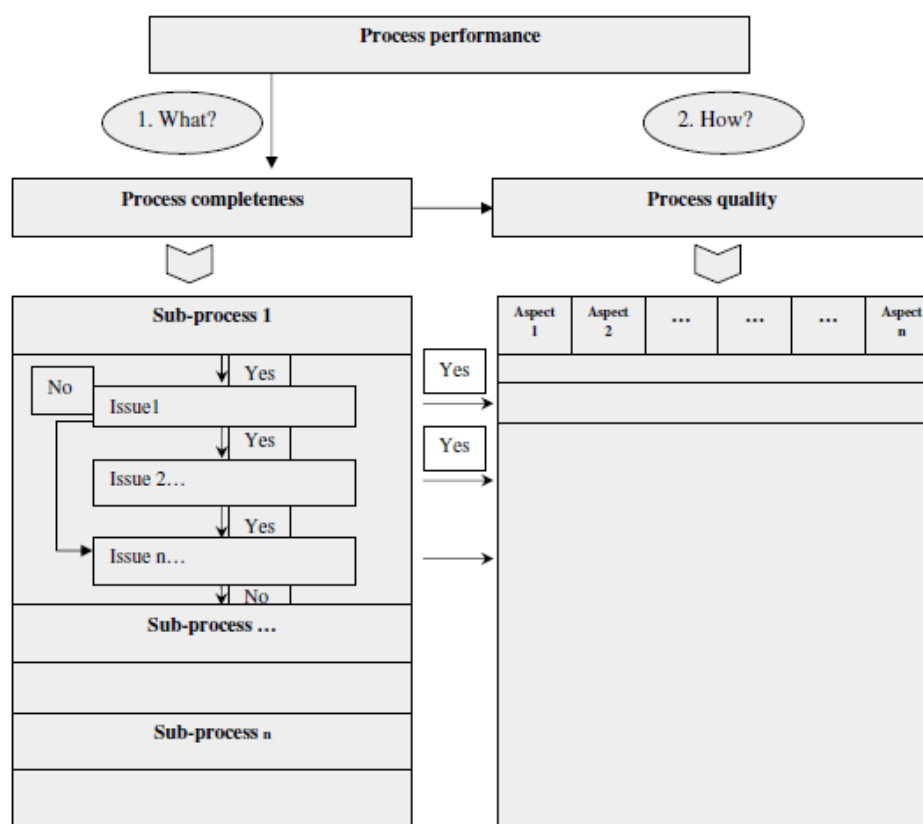 Process performance
1. What?
2. How?
Process completeness
Process quality
Sub-process 1
Aspect
1
Aspect
2
...
...
...
Aspect
n
Yes
Yes
No
Issue1
Yes
Yes
Issue 2…
Yes
Issue n…
No
Sub-process …
Sub-process n